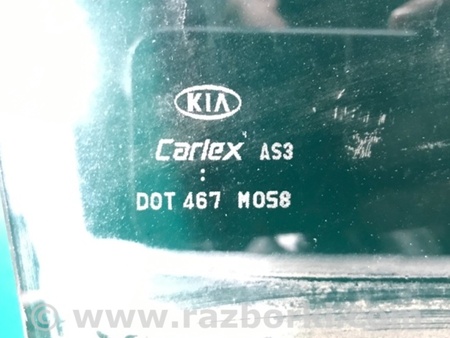 KIA
Carlex AS3
:
DOT 467 M058
© www.razborka.com